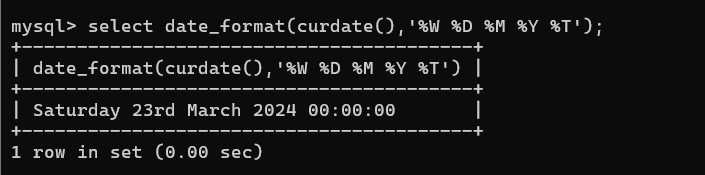 mysql> select date_format(curdate(),'%W %D %M %Y %T');
+----------------------------------------+
| date_format(curdate(),'%W %D %M %Y %T') |
+----------------------------------------+
| Saturday 23rd March 2024 00:00:00       |
+----------------------------------------+
1 row in set (0.00 sec)